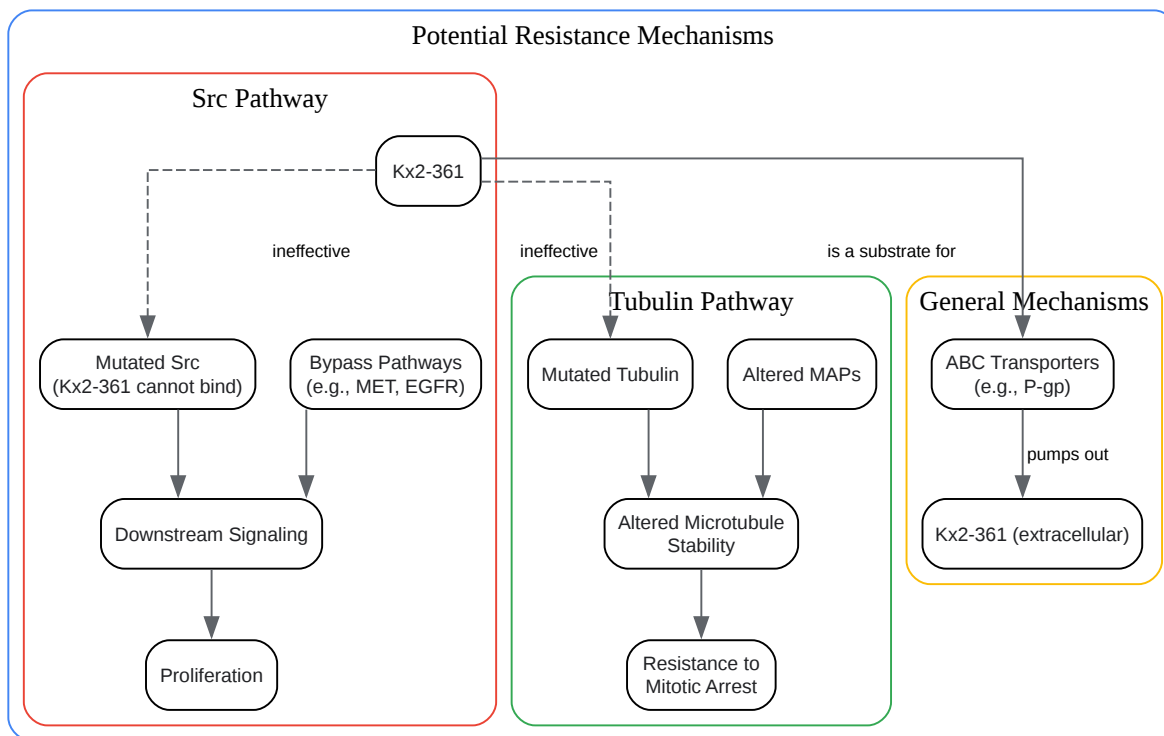 Potential Resistance Mechanisms
Src Pathway
Kx2-361
ineffective
ineffective
is a substrate for
Tubulin Pathway
General Mechanisms
Mutated Src
(Kx2-361 cannot bind)
Bypass Pathways
(e.g., MET, EGFR)
Mutated Tubulin
Altered MAPs
ABC Transporters
(e.g., P-gp)
pumps out
Downstream Signaling
Altered Microtubule
Stability
Kx2-361 (extracellular)
Proliferation
Resistance to
Mitotic Arrest